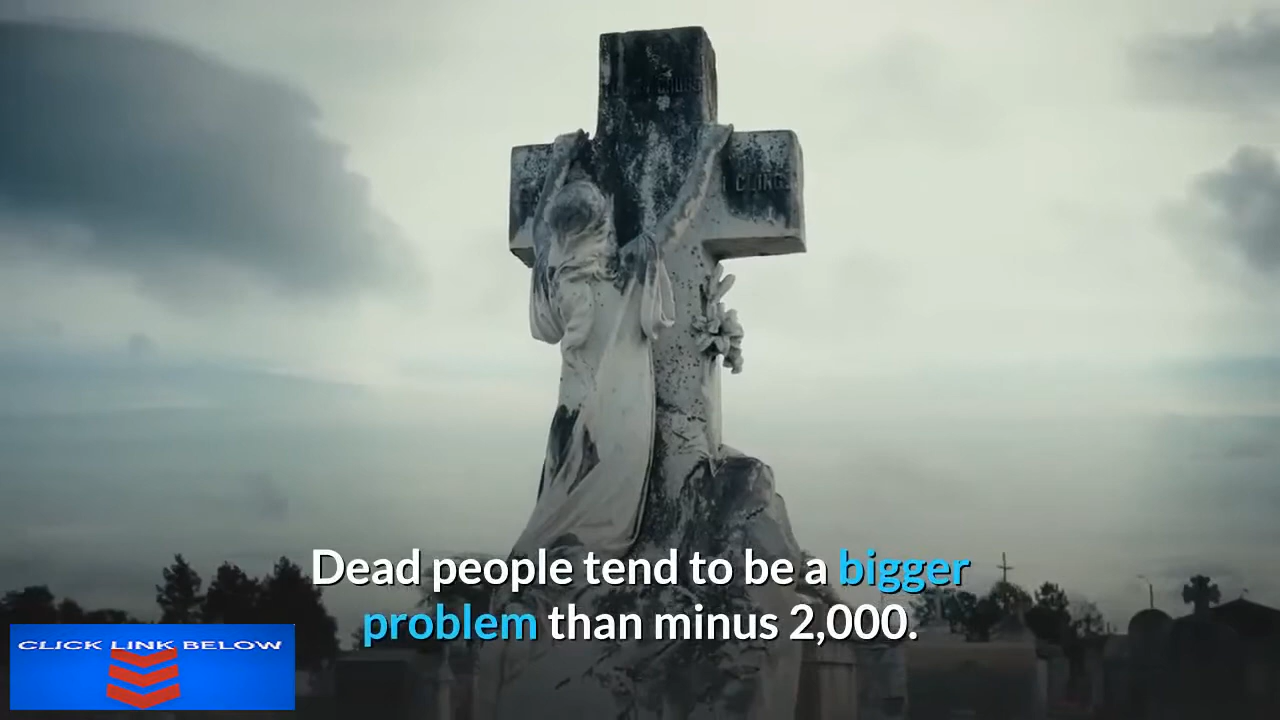 Dead people tend to be a bigger
problem than minus 2,000.
CLICK LINK BELOW